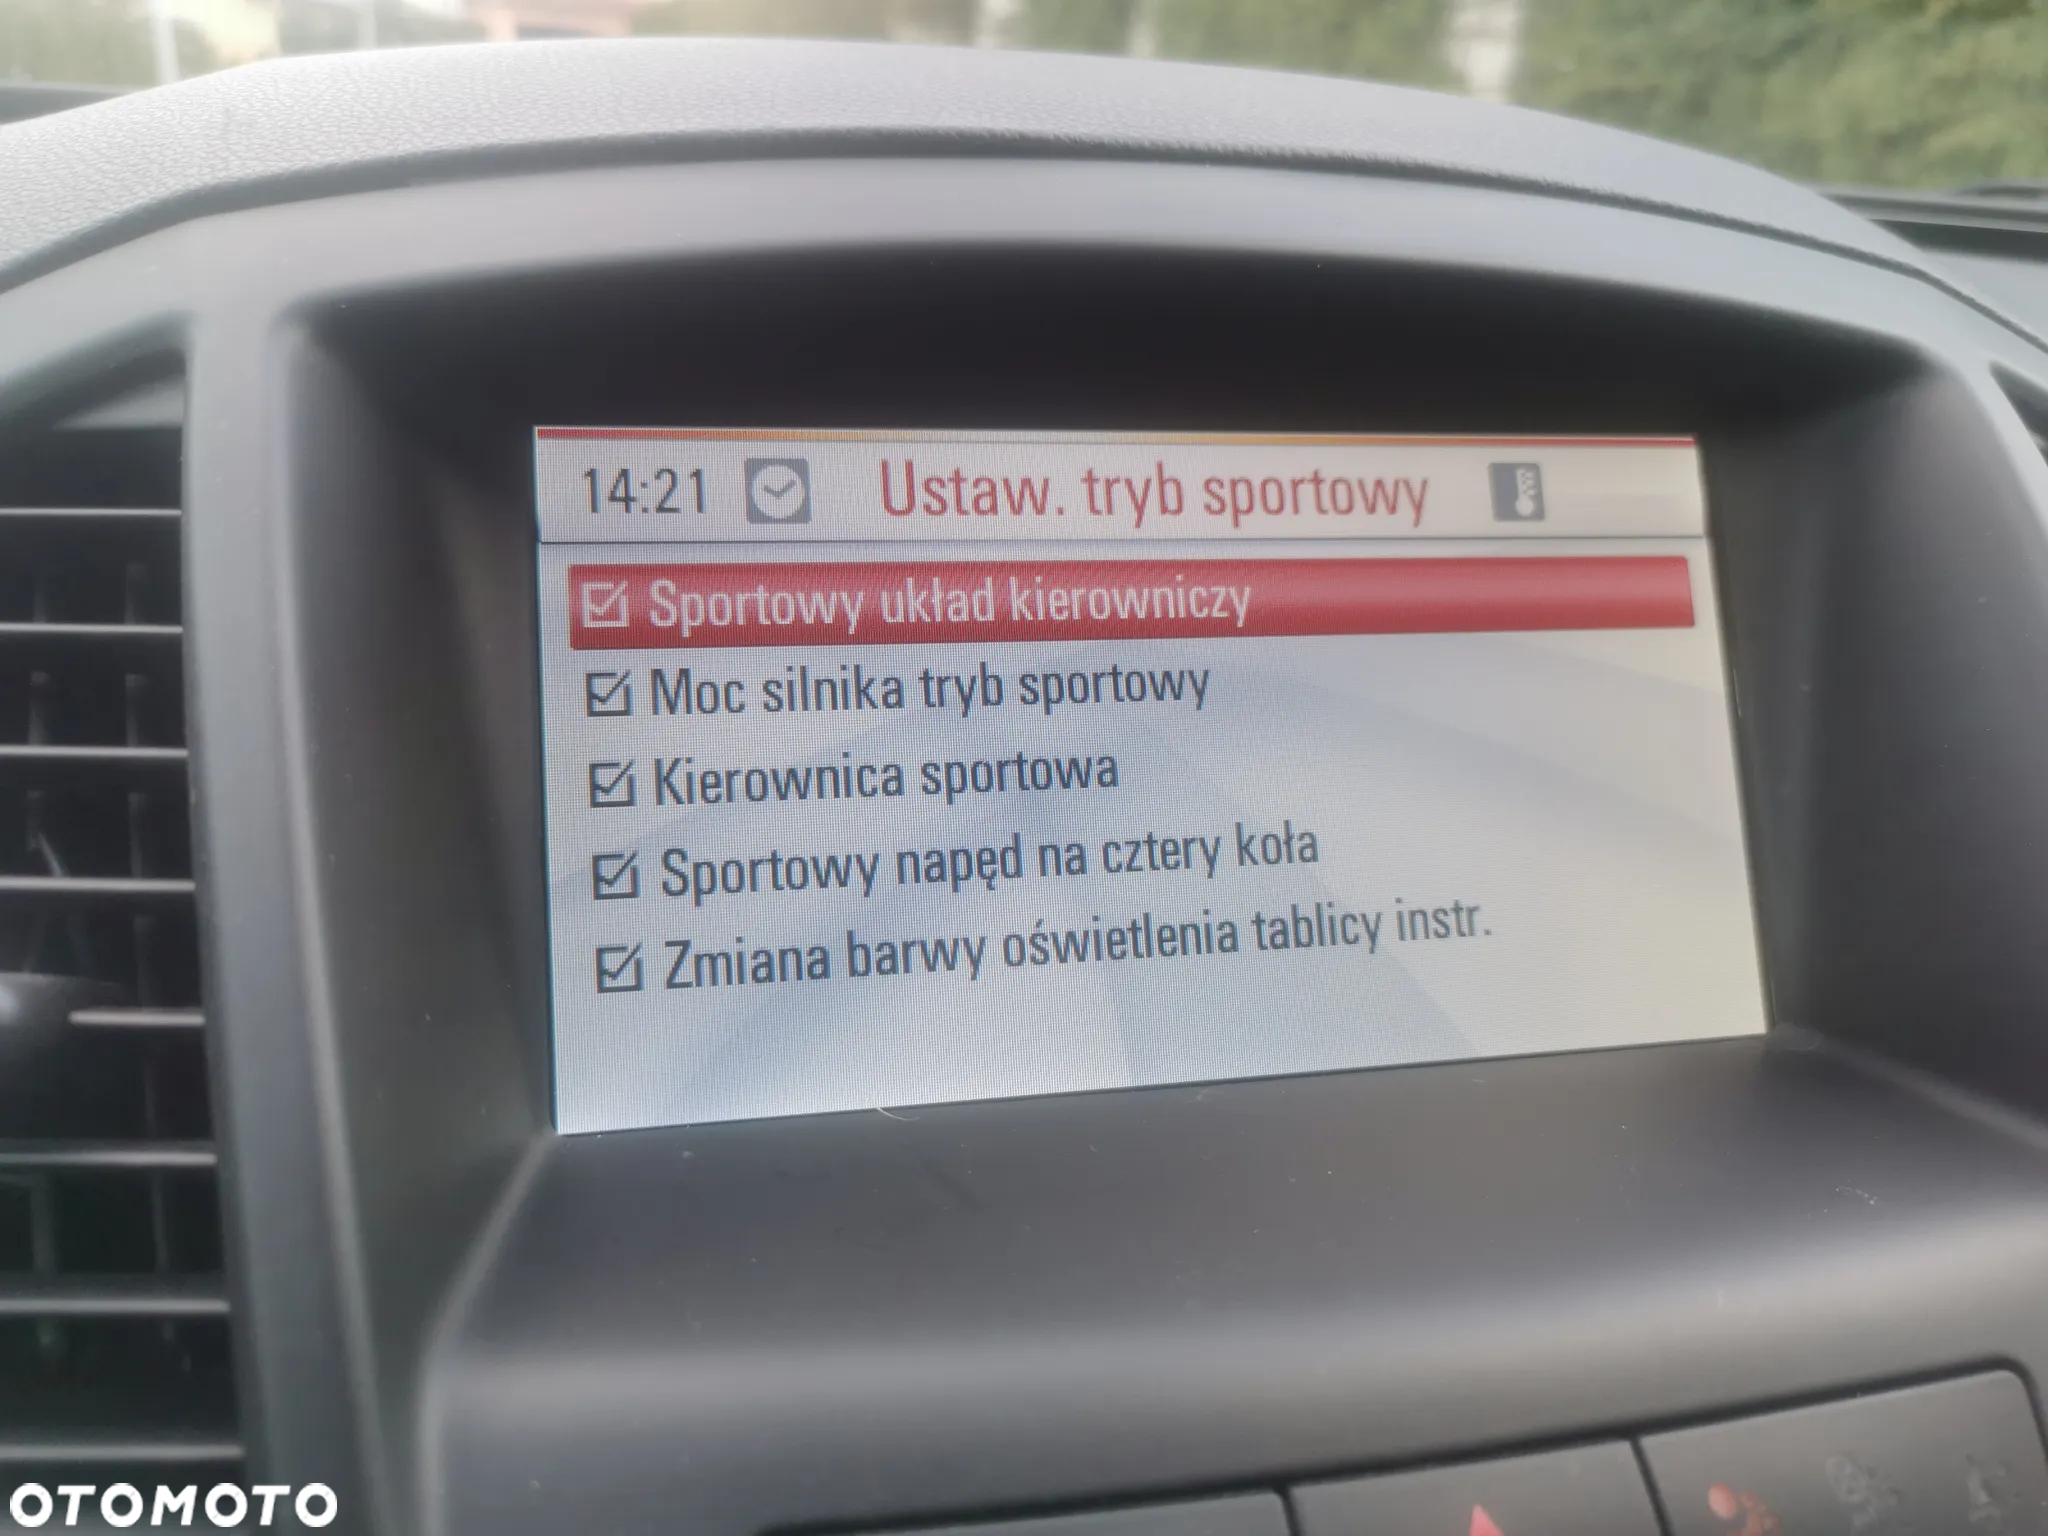 14:21 Ustaw. tryb sportowy
Sportowy układ kierowniczy
Moc silnika tryb sportowy
Kierownica sportowa
Sportowy napęd na cztery koła
Zmiana barwy oświetlenia tablicy instr.
OTOMOTO